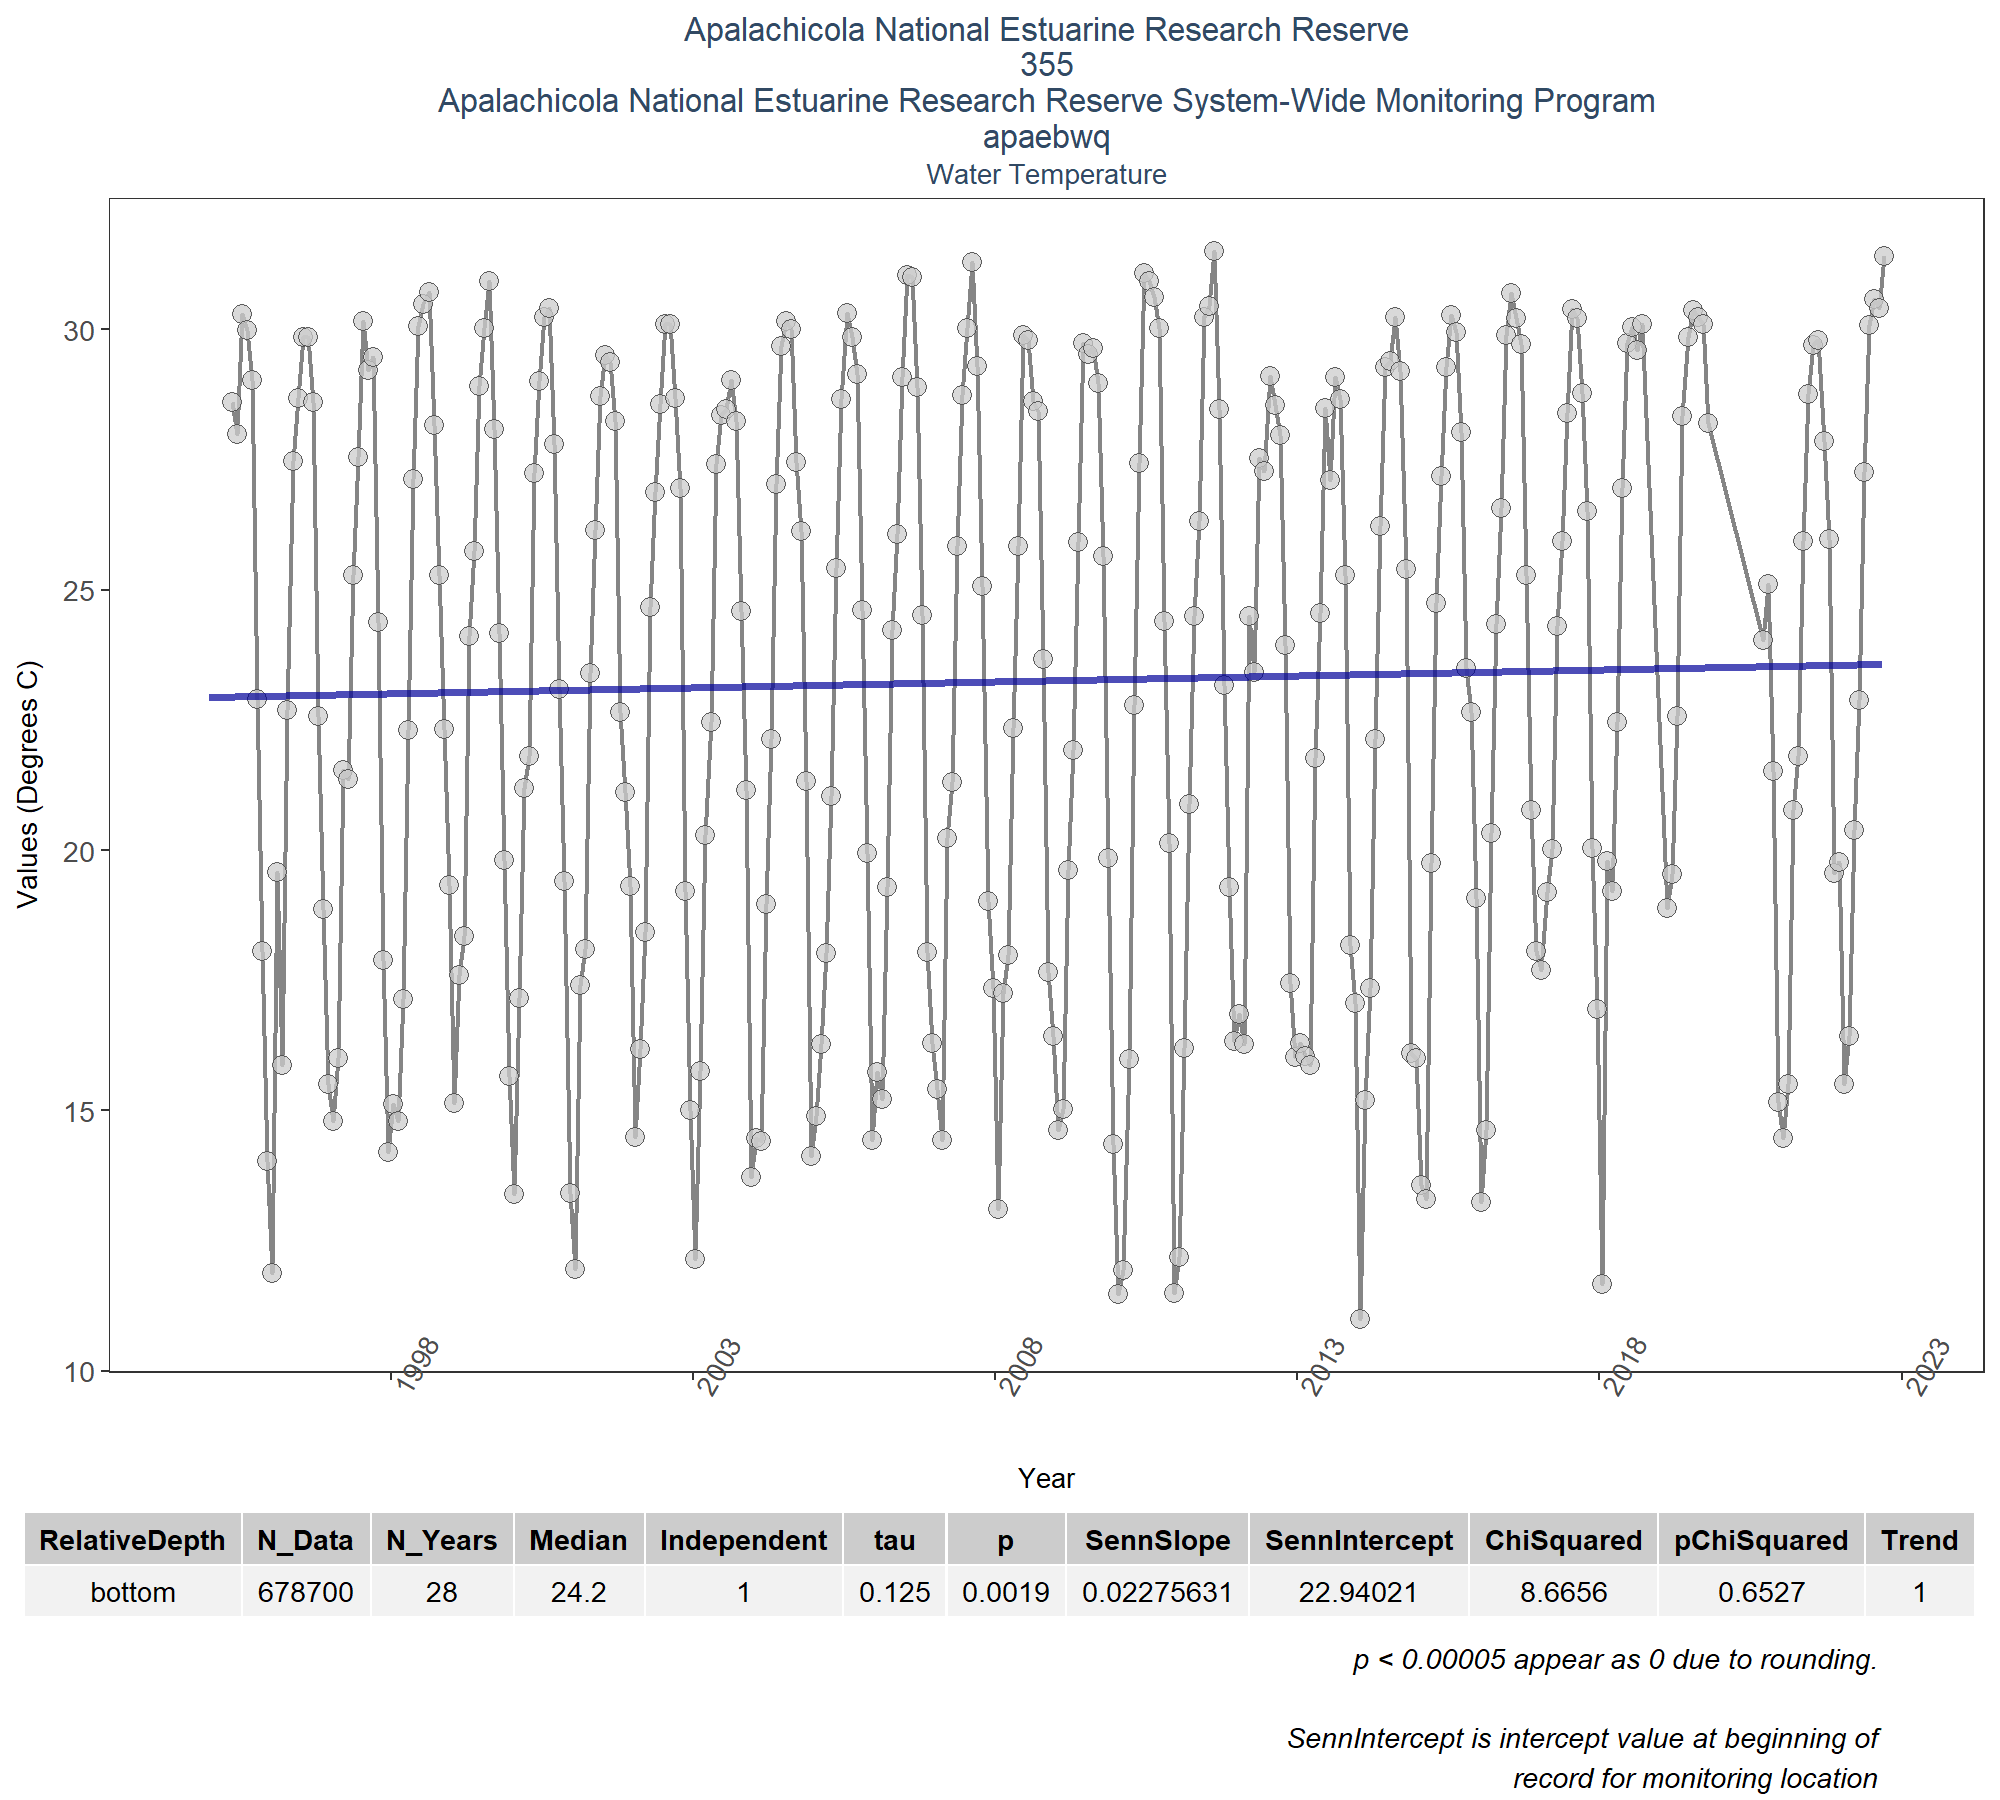 Apalachicola National Estuarine Research Reserve
355
Apalachicola National Estuarine Research Reserve System-Wide Monitoring Program
apaebwq
Water Temperature
Values (Degrees C)
30
25
20
15
10
1998
2003
2008
2013
2018
2023
Year
RelativeDepth N_Data N_Years Median Independent tau p SennSlope SennIntercept ChiSquared pChiSquared Trend
bottom 678700 28 24.2 1 0.125 0.0019 0.02275631 22.94021 8.6656 0.6527 1
p < 0.00005 appear as 0 due to rounding.
SennIntercept is intercept value at beginning of
record for monitoring location